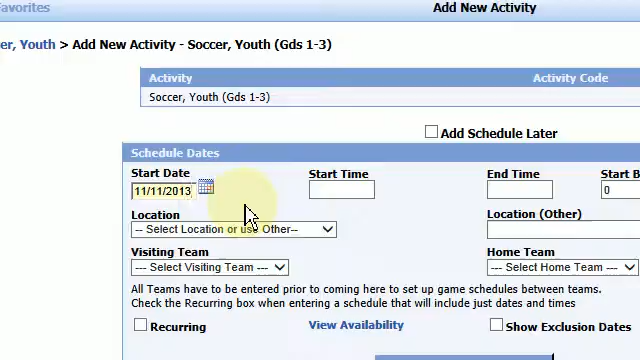 Favorites
Add New Activity
er, Youth > Add New Activity - Soccer, Youth (Gds 1-3)
Activity Activity Code
Soccer, Youth (Gds 1-3)
Add Schedule Later
Schedule Dates
Start Date Start Time End Time Start B
11/11/2013 0
Location Location (Other)
-- Select Location or use Other--
Visiting Team Home Team
--- Select Visiting Team --- --- Select Home Team ---
All Teams have to be entered prior to coming here to set up game schedules between teams.
Check the Recurring box when entering a schedule that will include just dates and times
Recurring View Availability Show Exclusion Dates